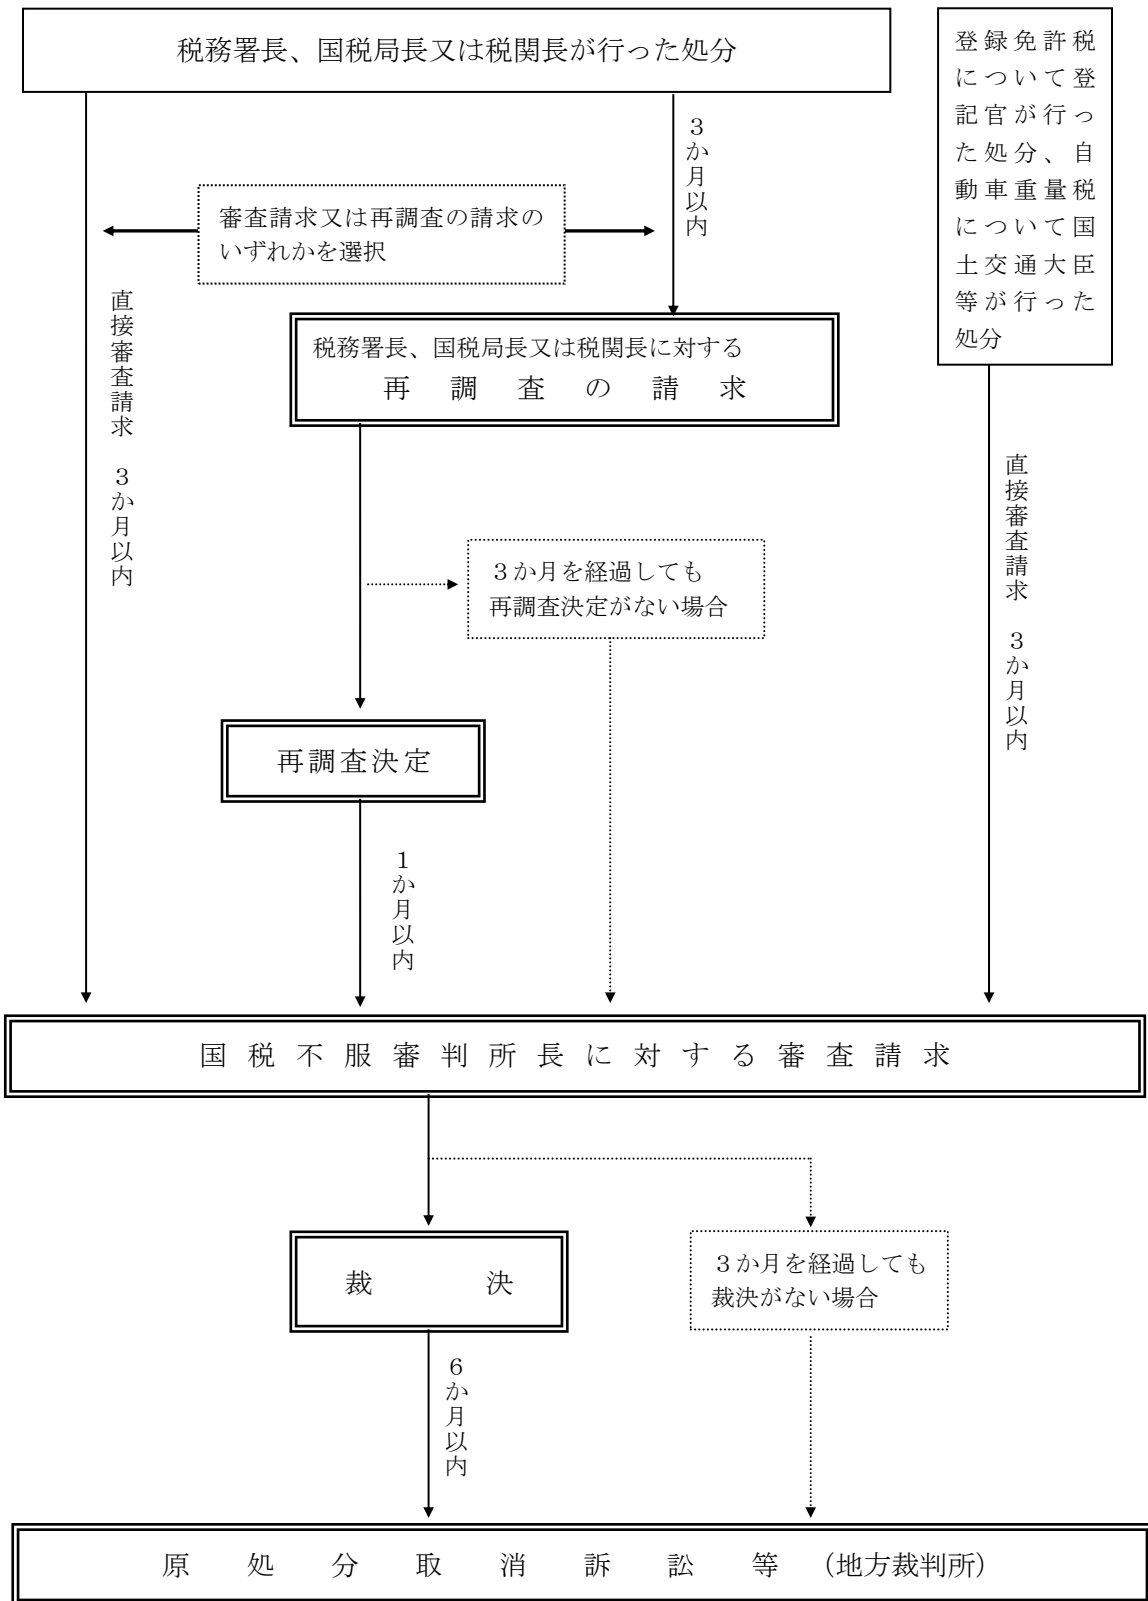 税務署長、国税局長又は税関長が行った処分
登録免許税
について登
記官が行っ
た処分、自
動車重量税
について国
土交通大臣
等が行った
処分
3か月以内
審査請求又は再調査の請求の
いずれかを選択
直接審査請求 3か月以内
税務署長、国税局長又は税関長に対する
再調査の請求
直接審査請求 3か月以内
3か月を経過しても
再調査決定がない場合
再調査決定
1か月以内
国税不服審判所長に対する審査請求
裁決
3か月を経過しても
裁決がない場合
6か月以内
原処分取消訴訟等(地方裁判所)